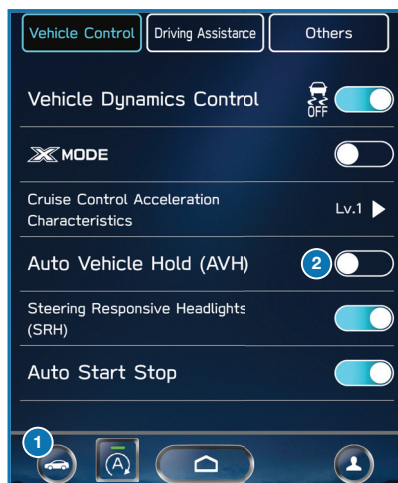 Vehicle Control Driving Assistance Others
Vehicle Dynamics Control OFF
X MODE
Cruise Control Acceleration
Characteristics
Lv.1
Auto Vehicle Hold (AVH) 2
Steering Responsive Headlights
(SRH)
Auto Start Stop
1
A